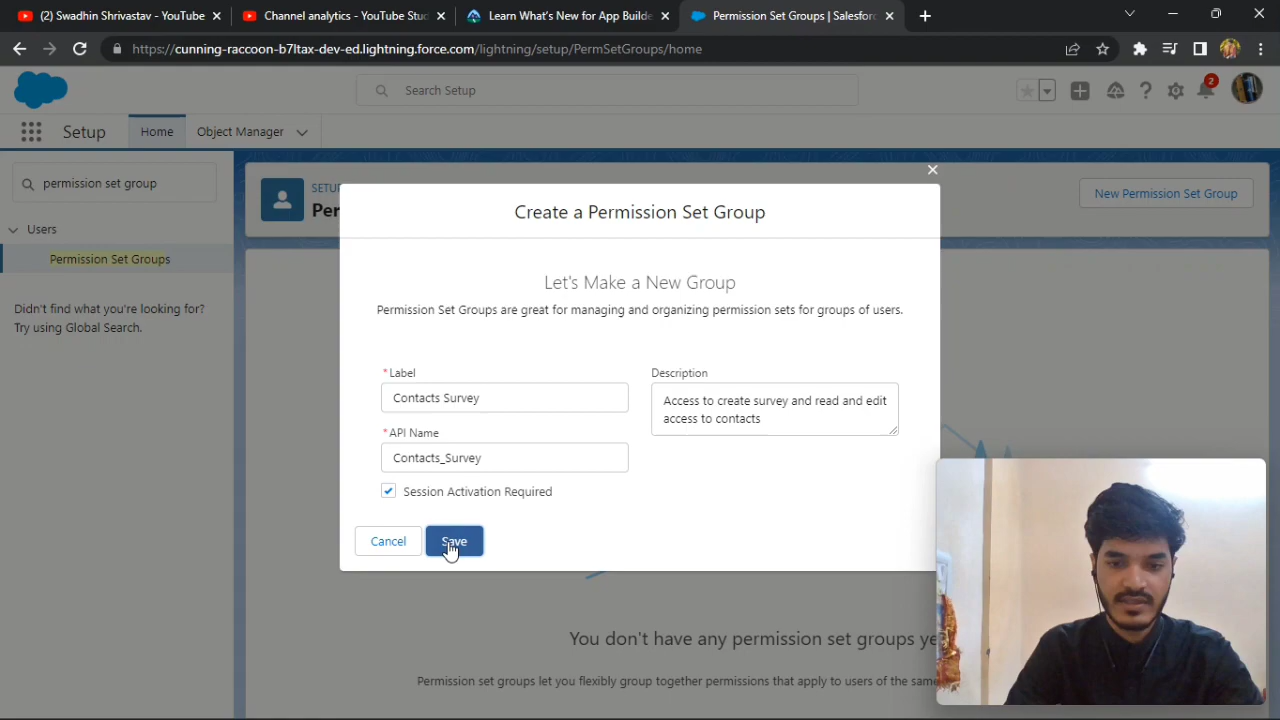 (2) Swadhin Shrivastav - YouTube
Channel analytics - YouTube Stud
Learn What's New for App Builde
Permission Set Groups | Salesforc
https://cunning-raccoon-b7ltax-dev-ed.lightning.force.com/lightning/setup/PermSetGroups/home
Search Setup
2
Setup
Home
Object Manager
permission set group
Users
Permission Set Groups
Didn't find what you're looking for?
Try using Global Search.
SETU
Per
New Permission Set Group
Create a Permission Set Group
Let's Make a New Group
Permission Set Groups are great for managing and organizing permission sets for groups of users.
*Label
Contacts Survey
Description
Access to create survey and read and edit
access to contacts
*API Name
Contacts_Survey
Session Activation Required
Cancel
Save
You don't have any permission set groups ye
Permission set groups let you flexibly group together permissions that apply to users of the same